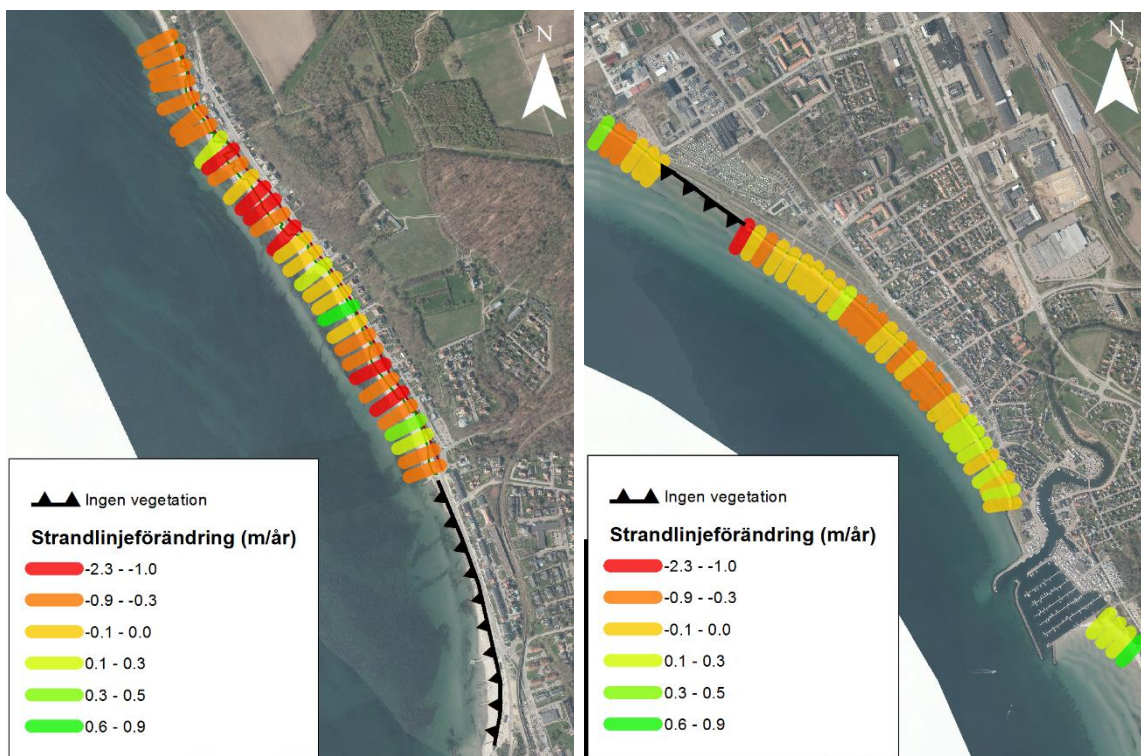 N
Ingen vegetation
Strandlinjeförändring (m/år)
-2.3 - -1.0
-0.9 - -0.3
-0.1 - 0.0
0.1 - 0.3
0.3 - 0.5
0.6 - 0.9
N
Ingen vegetation
Strandlinjeförändring (m/år)
-2.3 - -1.0
-0.9 - -0.3
-0.1 - 0.0
0.1 - 0.3
0.3 - 0.5
0.6 - 0.9